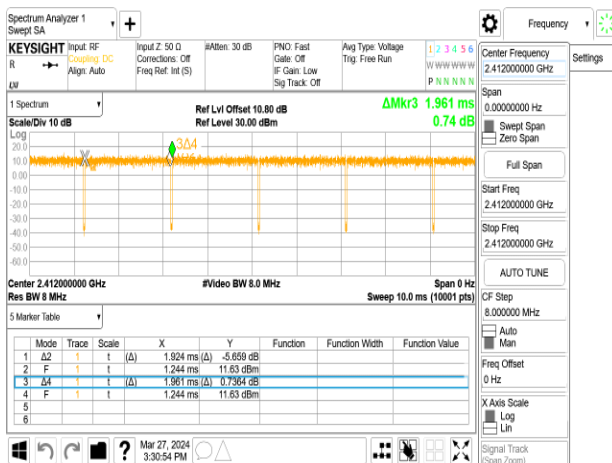 Spectrum Analyzer 1
Swept SA
Frequency
KEYSIGHT
R
Input: RF
Coupling: DC
Align: Auto
Input Z: 50 Ω
Corrections: Off
Freq Ref: Int (S)
#Atten: 30 dB
PNO: Fast
Gate: Off
IF Gain: Low
Sig Track: Off
Avg Type: Voltage
Trig: Free Run
1 2 3 4 5 6
W W W W W W
P N N N N N
Center Frequency
2.412000000 GHz
Settings
Span
0.00000000 Hz
Swept Span
Zero Span
Full Span
Start Freq
2.412000000 GHz
Stop Freq
2.412000000 GHz
AUTO TUNE
CF Step
8.000000 MHz
Auto
Man
Freq Offset
0 Hz
X Axis Scale
Log
Lin
Signal Track
(Span Zoom)
1 Spectrum
Scale/Div 10 dB
Ref Lvl Offset 10.80 dB
Ref Level 30.00 dBm
ΔMkr3 1.961 ms
0.74 dB
Log
20.0
10.0
0.00
-10.0
-20.0
-30.0
-40.0
-50.0
-60.0
3Δ4
Center 2.412000000 GHz
Res BW 8 MHz
#Video BW 8.0 MHz
Span 0 Hz
Sweep 10.0 ms (10001 pts)
5 Marker Table
Mode Trace Scale X Y Function Function Width Function Value
1 Δ2 1 t (Δ) 1.924 ms (Δ) -5.659 dB
2 F 1 t 1.244 ms 11.63 dBm
3 Δ4 1 t (Δ) 1.961 ms (Δ) 0.7364 dB
4 F 1 t 1.244 ms 11.63 dBm
5
6
?
Mar 27, 2024
3:30:54 PM